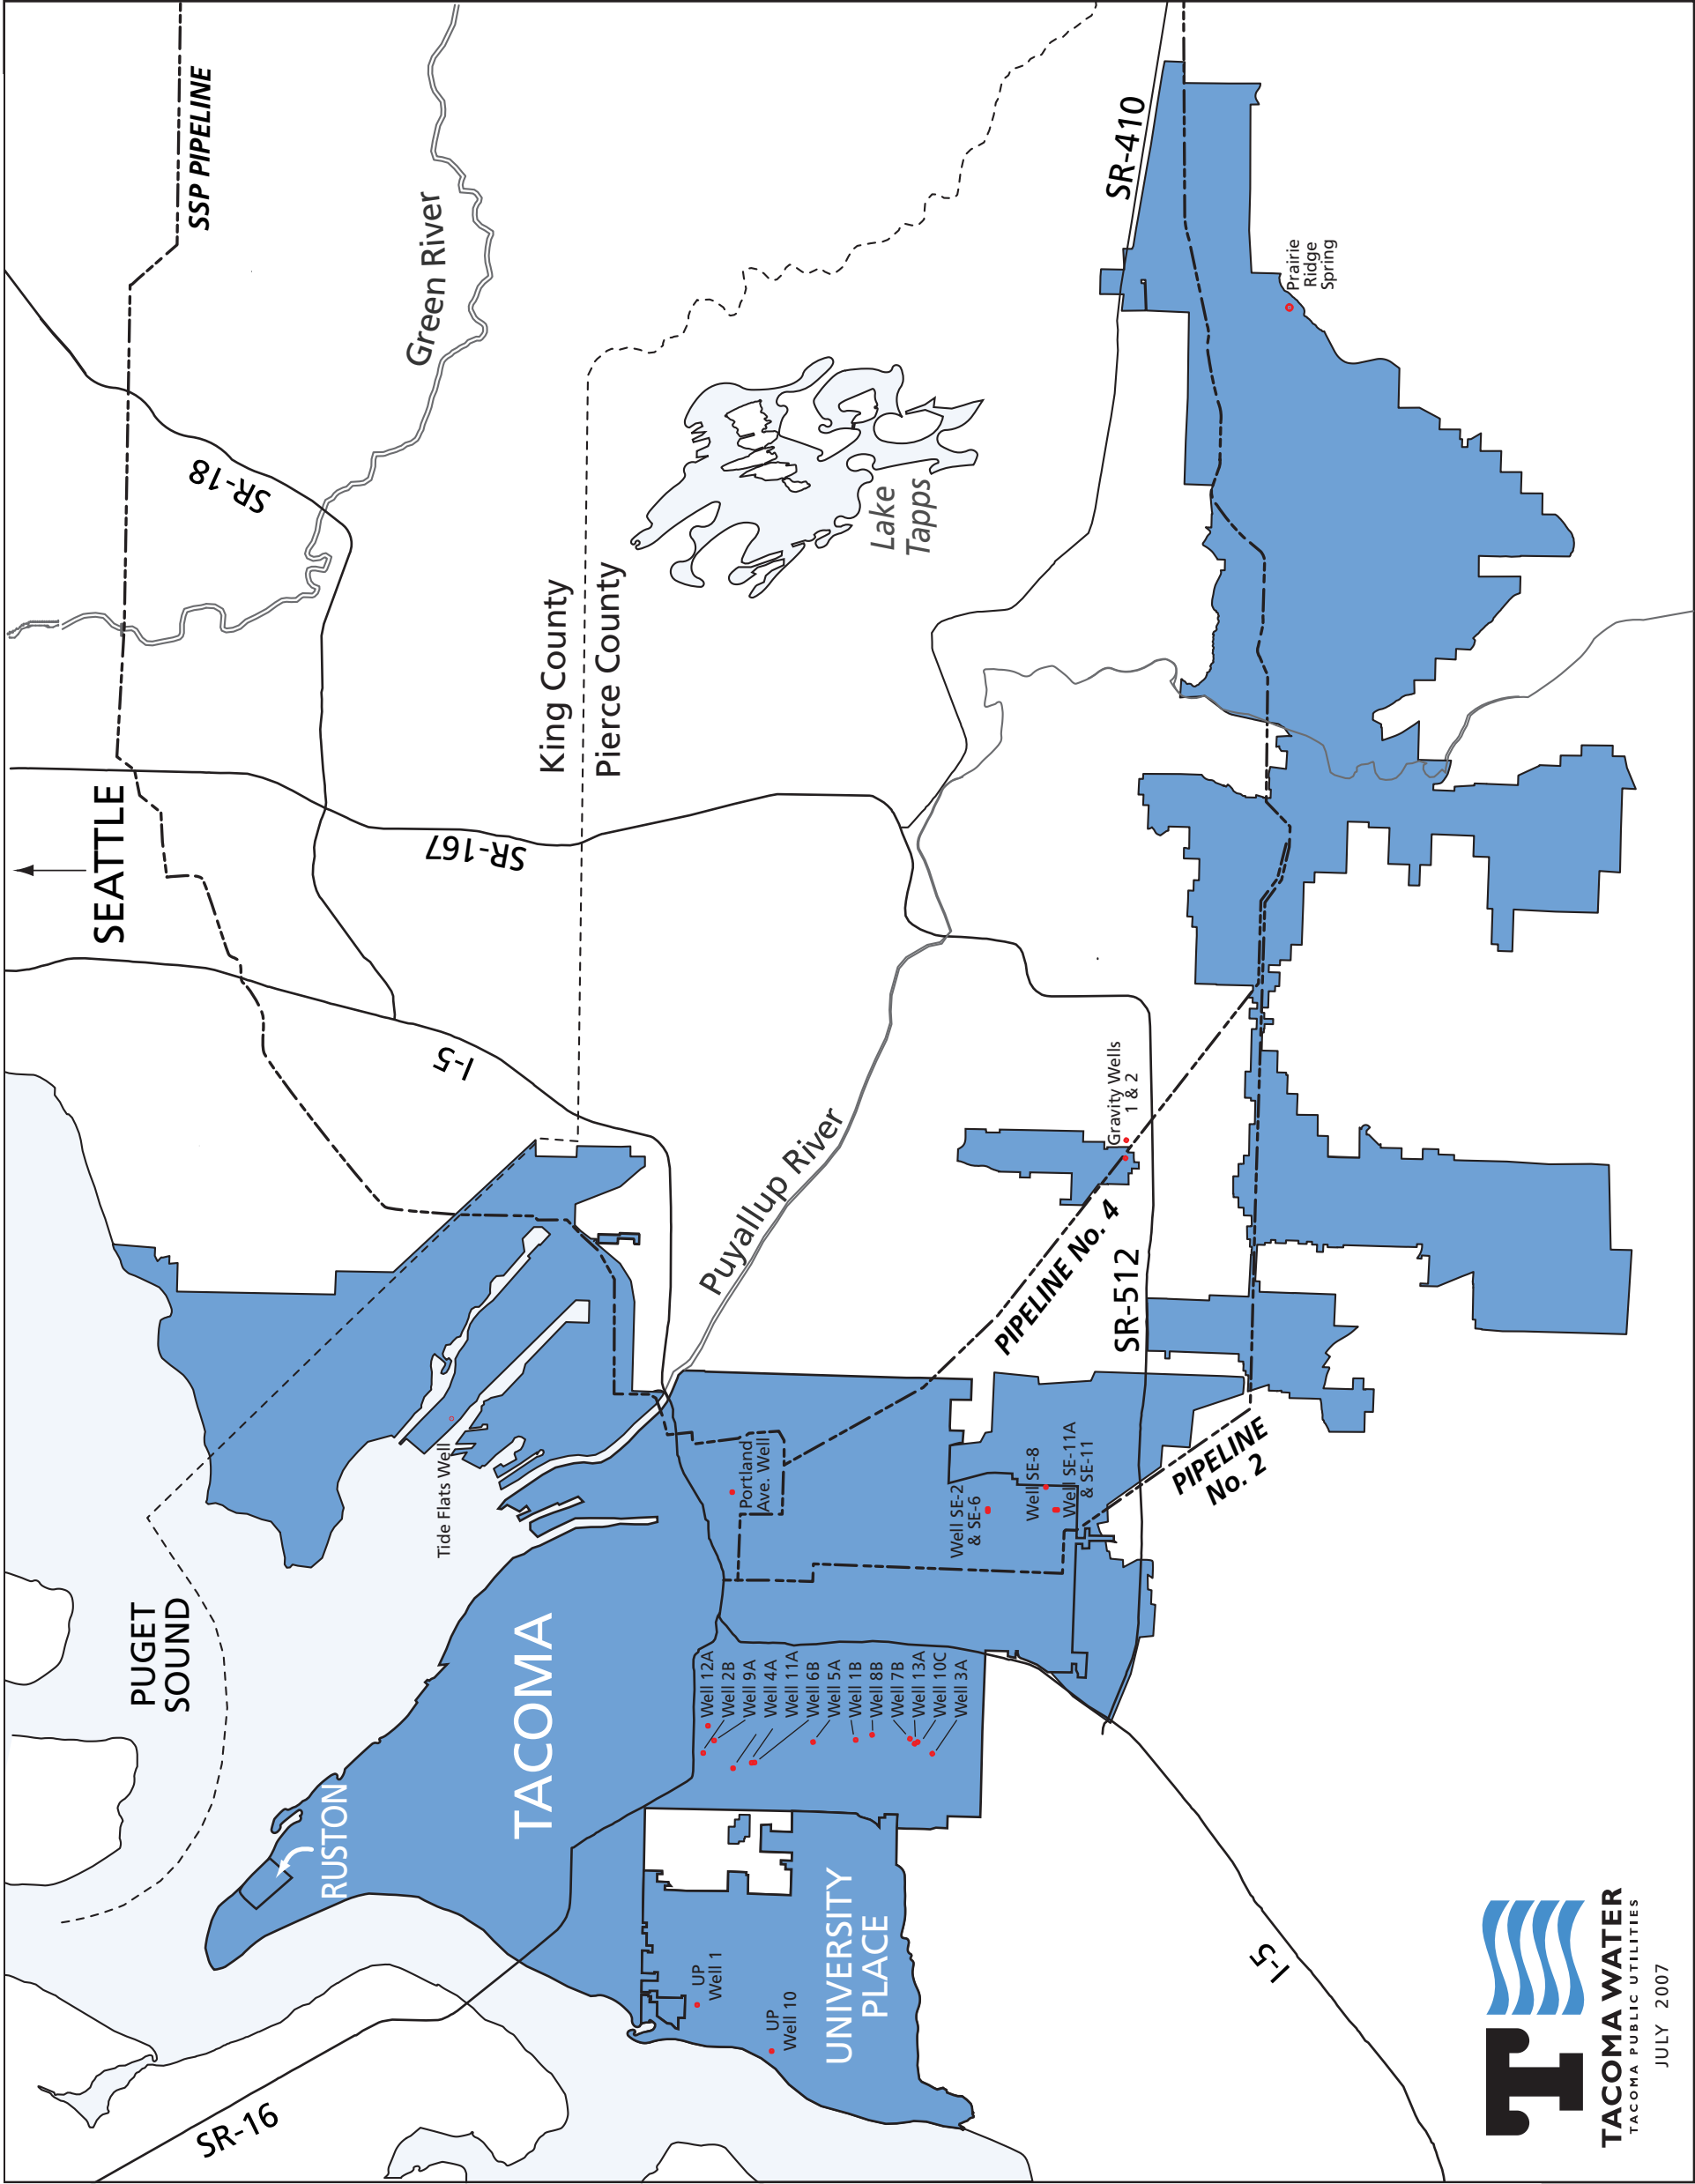 SSP PIPELINE
Green River
SR-18
SR-410
Prairie
Ridge
Spring
Lake
Tapps
King County
Pierce County
SEATTLE
SR-167
I-5
Puyallup River
Gravity Wells
1 & 2
PIPELINE No. 4
SR-512
PIPELINE
No. 2
Tide Flats Well
Portland
Ave. Well
Well SE-2
& SE-6
Well SE-8
Well SE-11A
& SE-11
PUGET
SOUND
TACOMA
RUSTON
Well 12A
Well 2B
Well 9A
Well 4A
Well 11A
Well 6B
Well 5A
Well 1B
Well 8B
Well 7B
Well 13A
Well 10C
Well 3A
UNIVERSITY
PLACE
UP
Well 1
UP
Well 10
SR-16
I-5
T
TACOMA WATER
TACOMA PUBLIC UTILITIES
JULY 2007